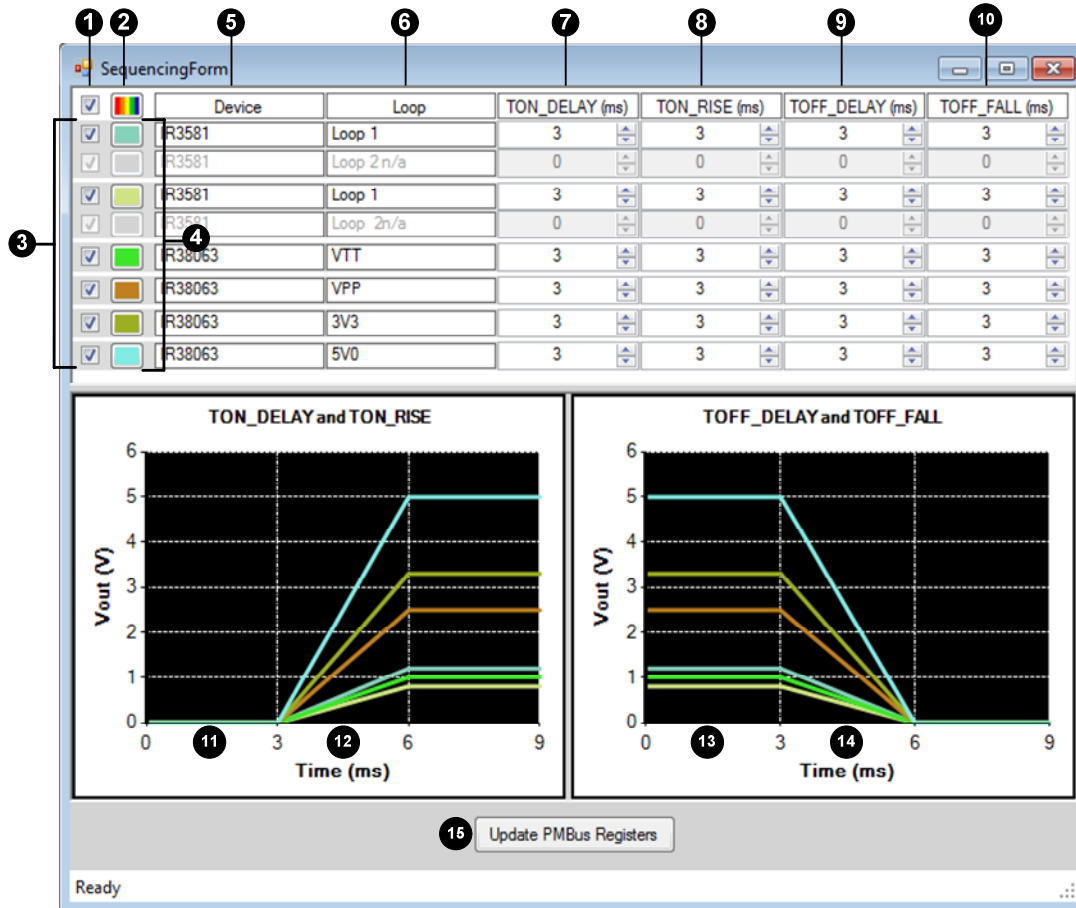 1 2 5 6 7 8 9 10
SequencingForm
Device Loop TON_DELAY (ms) TON_RISE (ms) TOFF_DELAY (ms) TOFF_FALL (ms)
IR3581 Loop 1 3 3 3 3
IR3581 Loop 2 n/a 0 0 0 0
IR3581 Loop 1 3 3 3 3
IR3581 Loop 2n/a 0 0 0 0
3 4
IR38063 VTT 3 3 3 3
IR38063 VPP 3 3 3 3
IR38063 3V3 3 3 3 3
IR38063 5V0 3 3 3 3
TON_DELAY and TON_RISE
6
5
4
3
2
1
0
Vout (V)
0 11 3 12 6 9
Time (ms)
TOFF_DELAY and TOFF_FALL
6
5
4
3
2
1
0
Vout (V)
0 13 3 14 6 9
Time (ms)
15 Update PMBus Registers
Ready